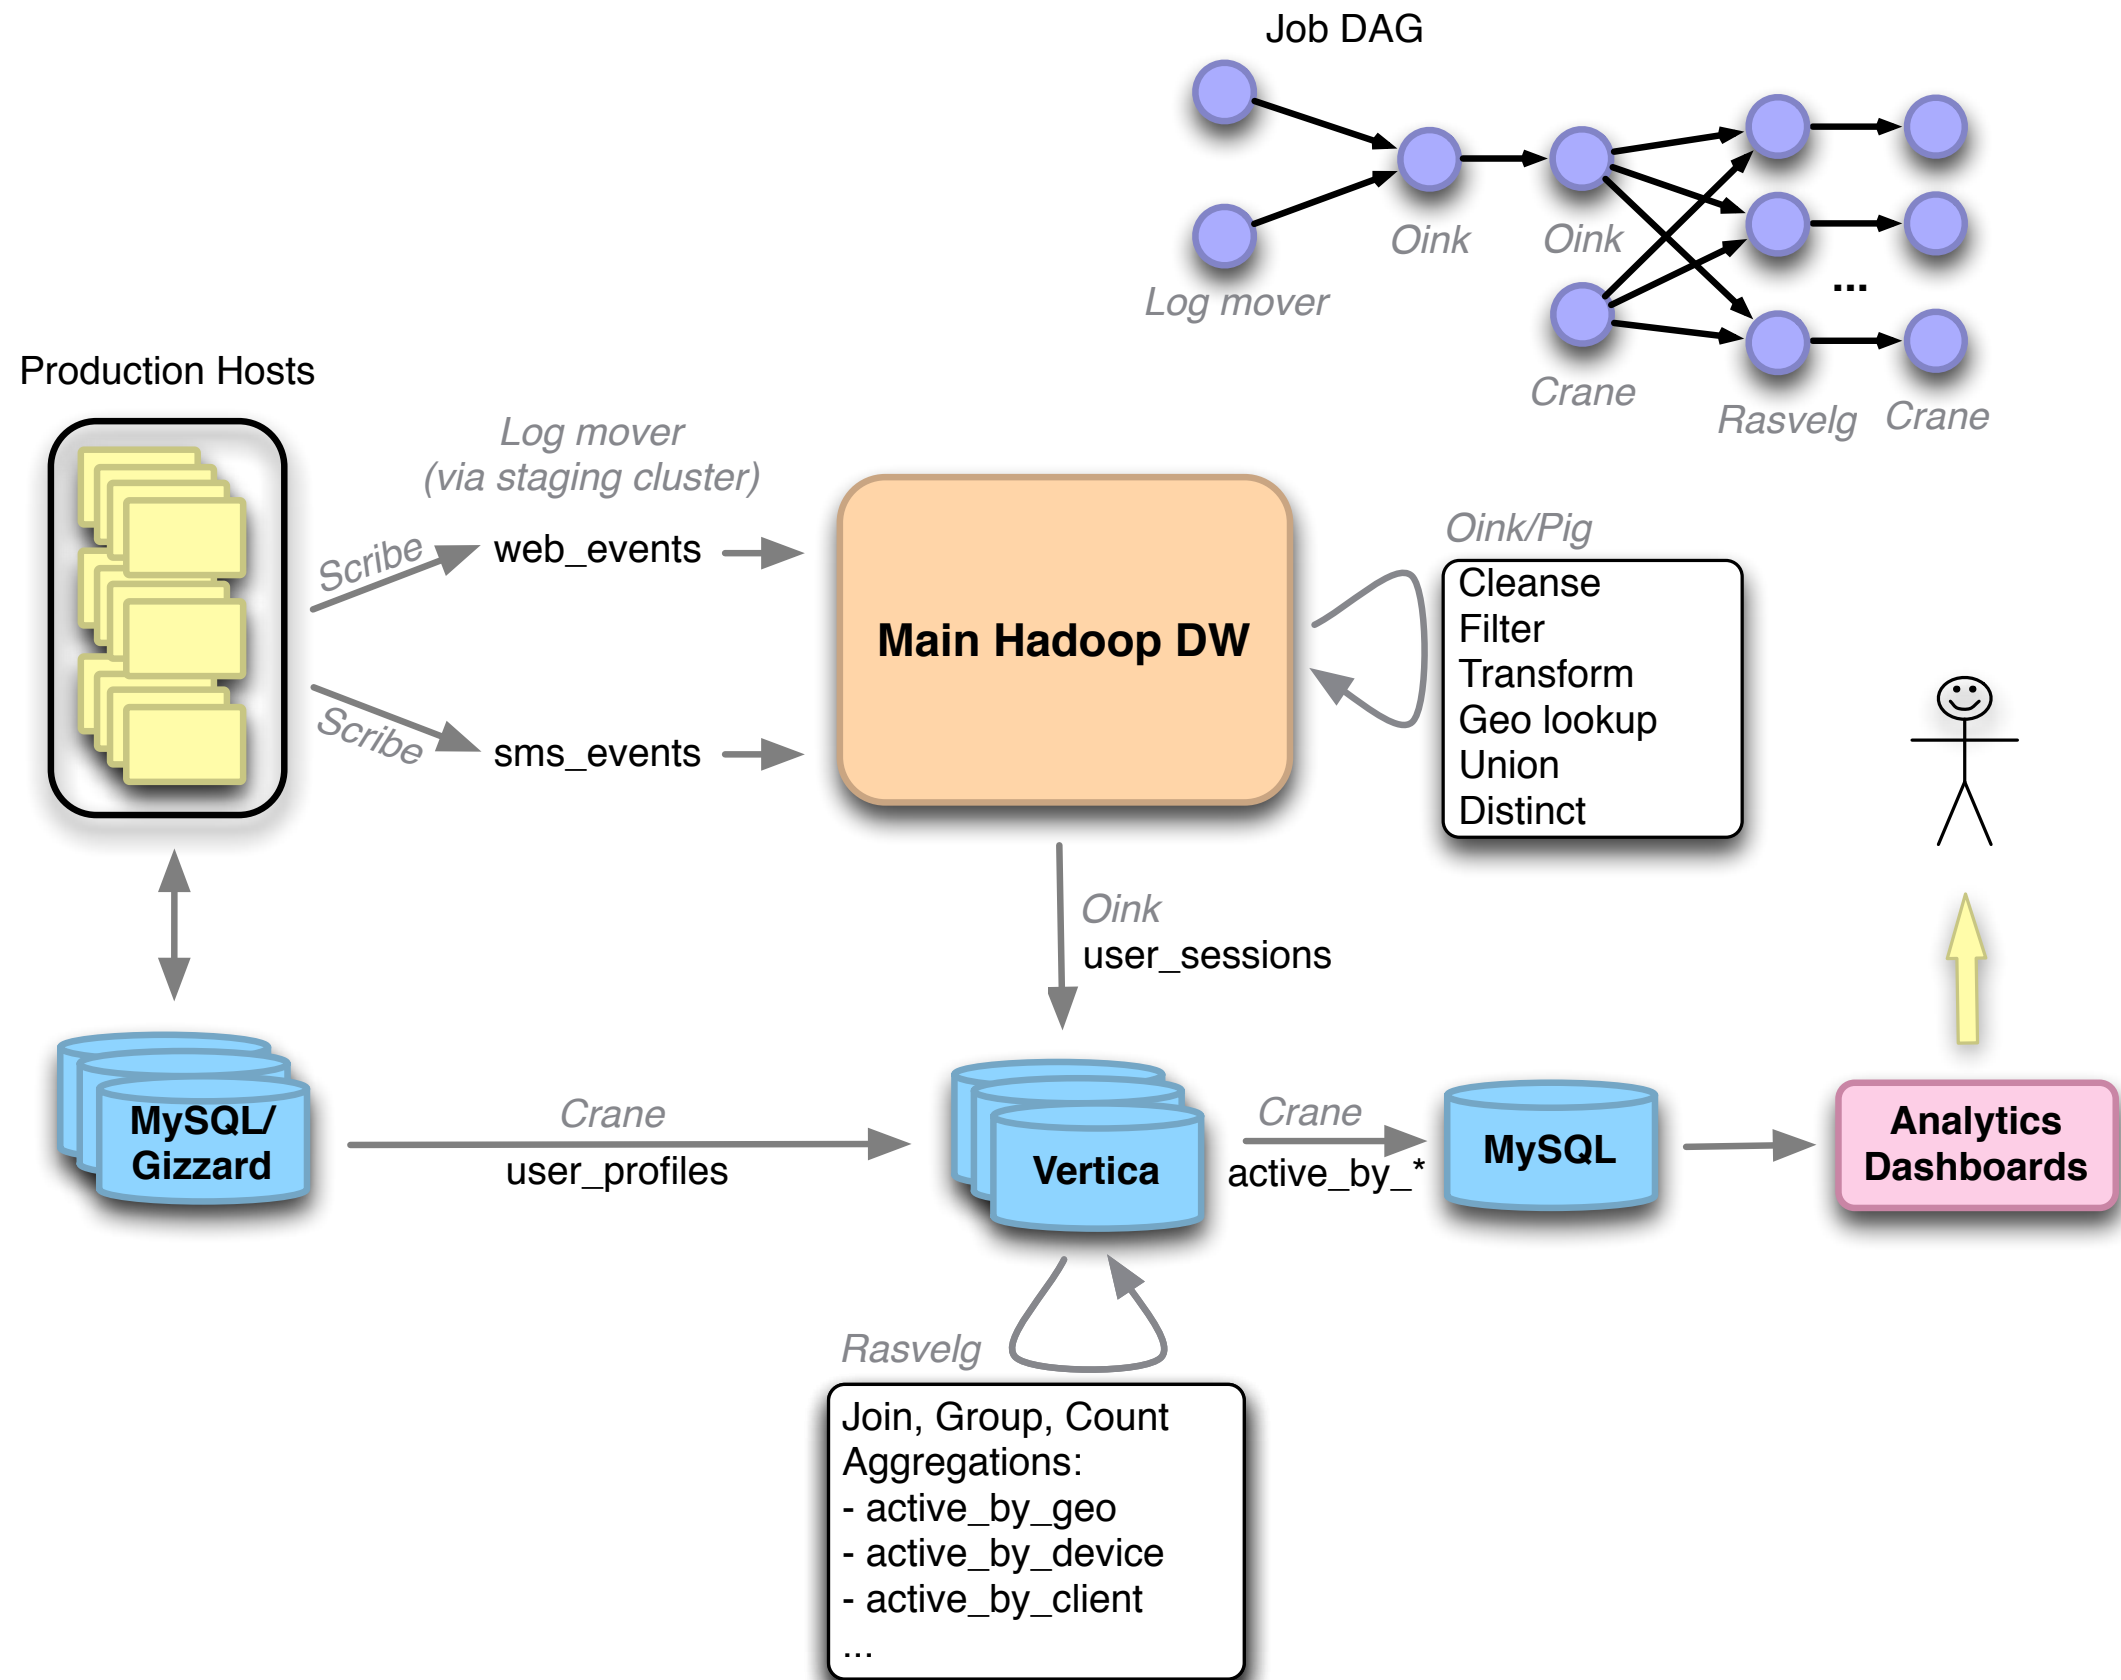 Job DAG
Oink
Oink
Log mover
...
Crane
Rasvelg
Crane
Production Hosts
Log mover
(via staging cluster)
Scribe
web_events
Scribe
sms_events
Main Hadoop DW
Oink/Pig
Cleanse
Filter
Transform
Geo lookup
Union
Distinct
Oink
user_sessions
MySQL/
Gizzard
Crane
user_profiles
Vertica
Crane
active_by_*
MySQL
Analytics
Dashboards
Rasvelg
Join, Group, Count
Aggregations:
- active_by_geo
- active_by_device
- active_by_client
...